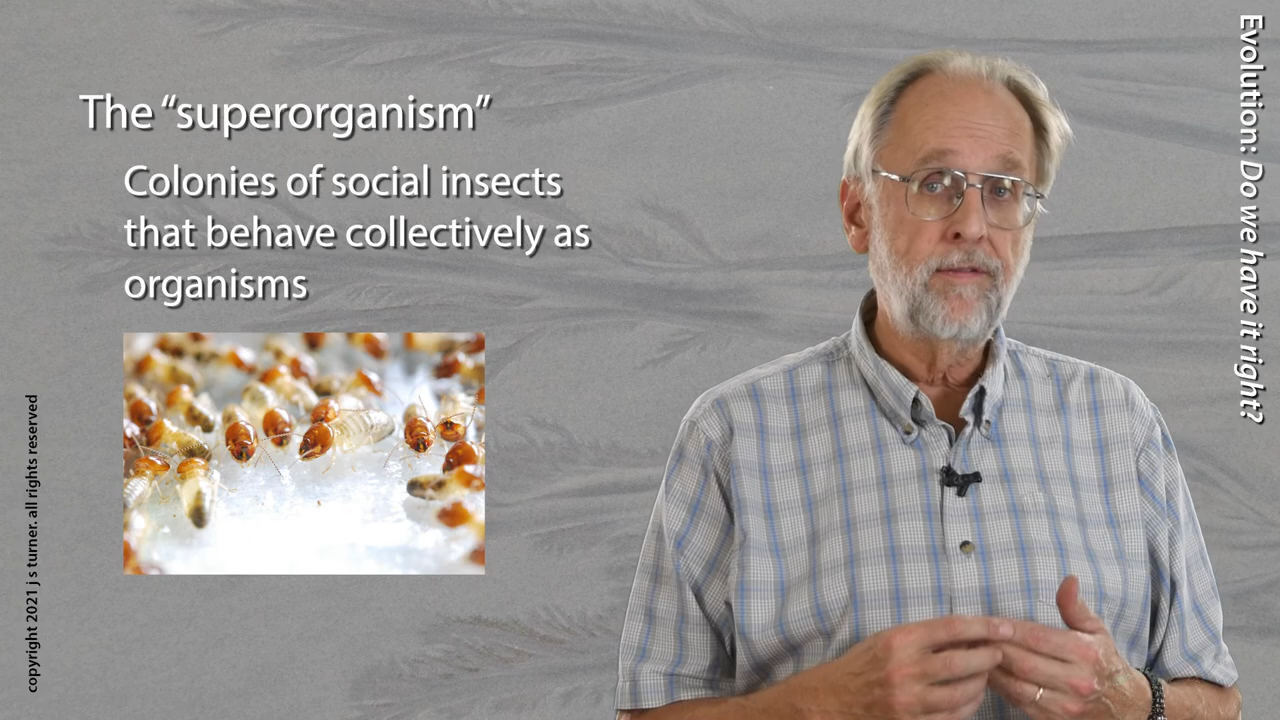 The “superorganism”
Colonies of social insects
that behave collectively as
organisms
Evolution: Do we have it right?
copyright 2021 j s turner. all rights reserved